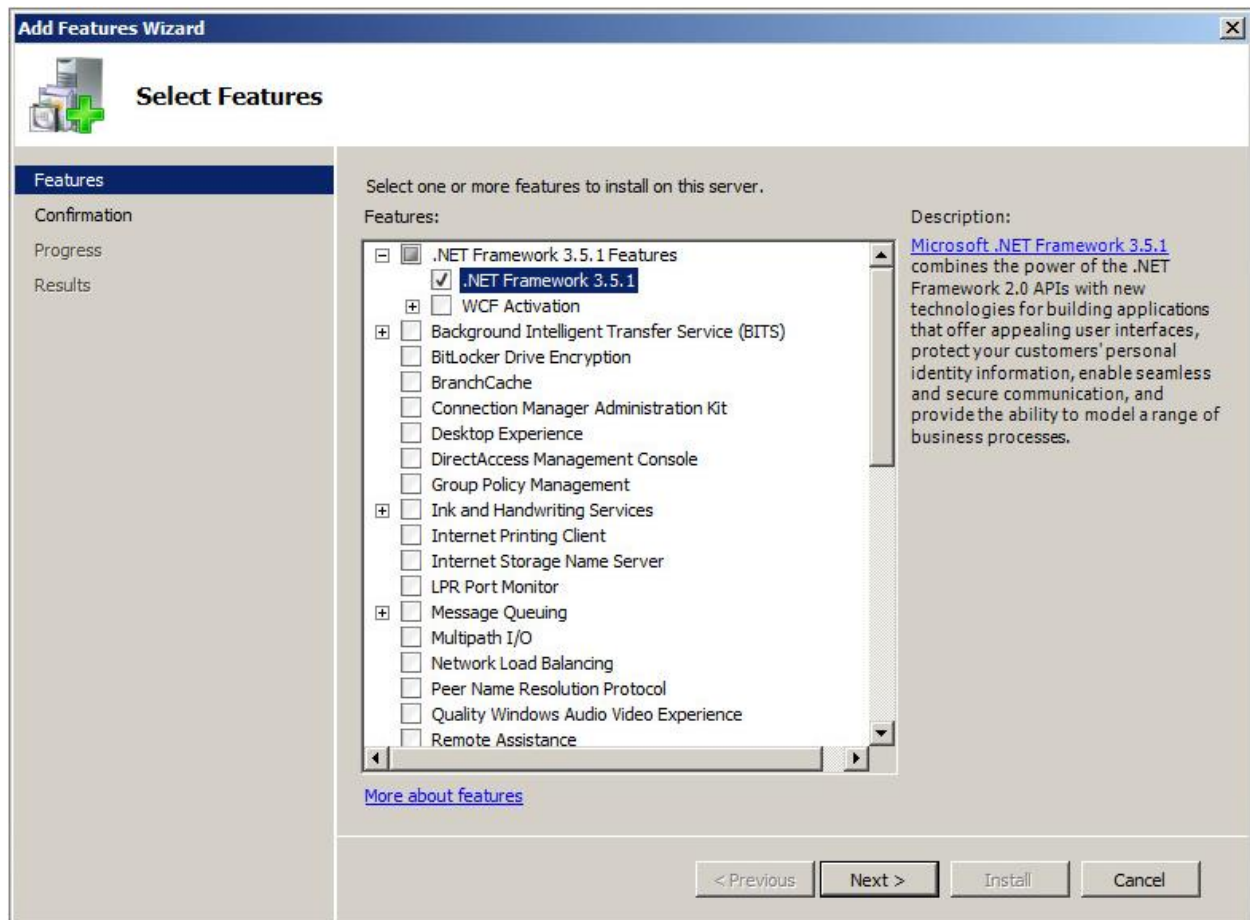 Add Features Wizard
Select Features
Features
Confirmation
Progress
Results
Select one or more features to install on this server.
Features:
.NET Framework 3.5.1 Features
.NET Framework 3.5.1
WCF Activation
Background Intelligent Transfer Service (BITS)
BitLocker Drive Encryption
BranchCache
Connection Manager Administration Kit
Desktop Experience
DirectAccess Management Console
Group Policy Management
Ink and Handwriting Services
Internet Printing Client
Internet Storage Name Server
LPR Port Monitor
Message Queuing
Multipath I/O
Network Load Balancing
Peer Name Resolution Protocol
Quality Windows Audio Video Experience
Remote Assistance
More about features
Description:
Microsoft .NET Framework 3.5.1
combines the power of the .NET
Framework 2.0 APIs with new
technologies for building applications
that offer appealing user interfaces,
protect your customers' personal
identity information, enable seamless
and secure communication, and
provide the ability to model a range of
business processes.
< Previous
Next >
Install
Cancel